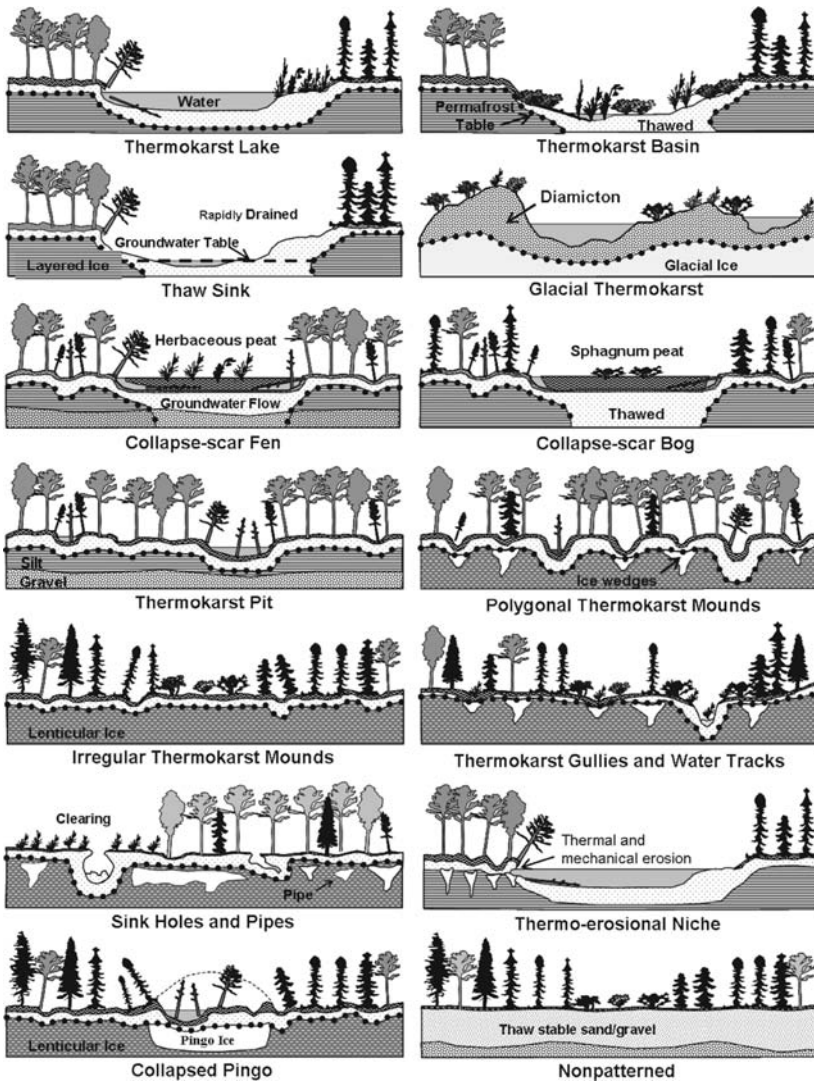 Water
Thermokarst Lake
Permafrost
Table
Thawed
Thermokarst Basin
Rapidly Drained
Groundwater Table
Layered Ice
Thaw Sink
Diamicton
Glacial Ice
Glacial Thermokarst
Herbaceous peat
Groundwater Flow
Collapse-scar Fen
Sphagnum peat
Thawed
Collapse-scar Bog
Silt
Gravel
Thermokarst Pit
Ice wedges
Polygonal Thermokarst Mounds
Lenticular Ice
Irregular Thermokarst Mounds
Thermokarst Gullies and Water Tracks
Clearing
Pipe
Sink Holes and Pipes
Thermal and
mechanical erosion
Thermo-erosional Niche
Lenticular Ice
Pingo Ice
Collapsed Pingo
Thaw stable sand/gravel
Nonpatterned